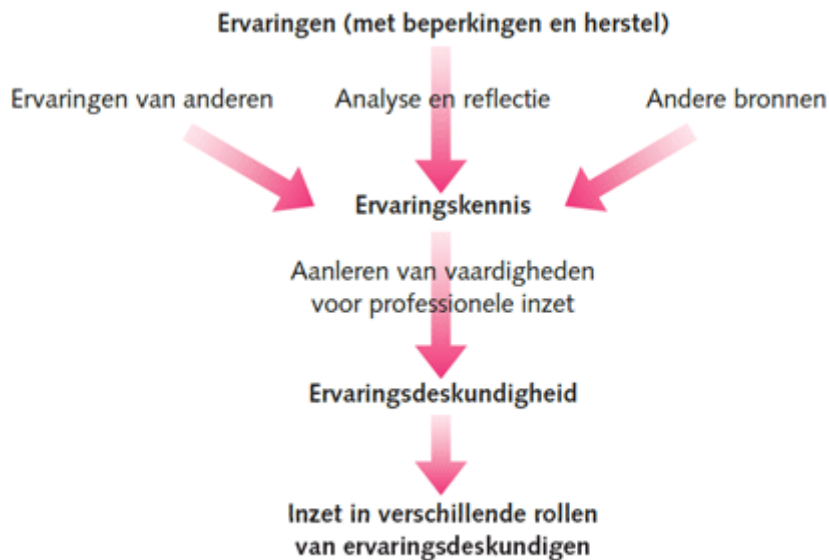 Ervaringen (met beperkingen en herstel)
Ervaringen van anderen
Analyse en reflectie
Andere bronnen
Ervaringskennis
Aanleren van vaardigheden
voor professionele inzet
Ervaringsdeskundigheid
Inzet in verschillende rollen
van ervaringsdeskundigen